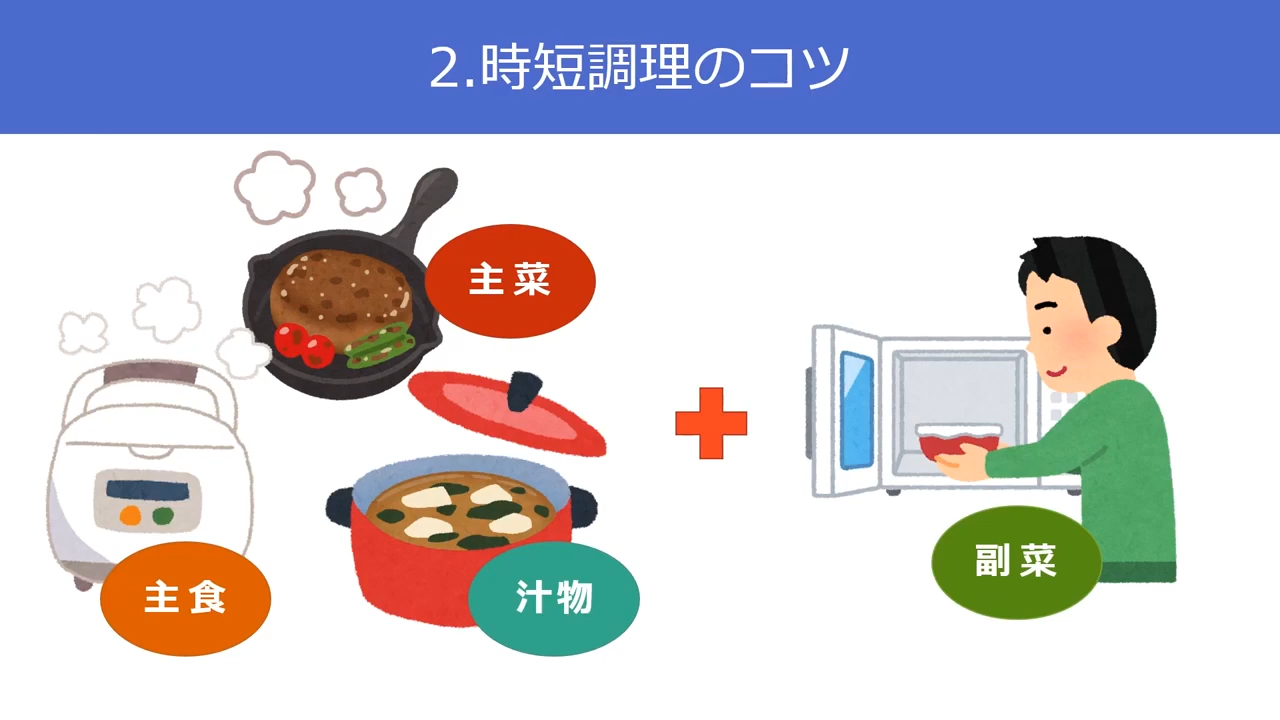 2.時短調理のコツ
主菜
主食
汁物
副菜